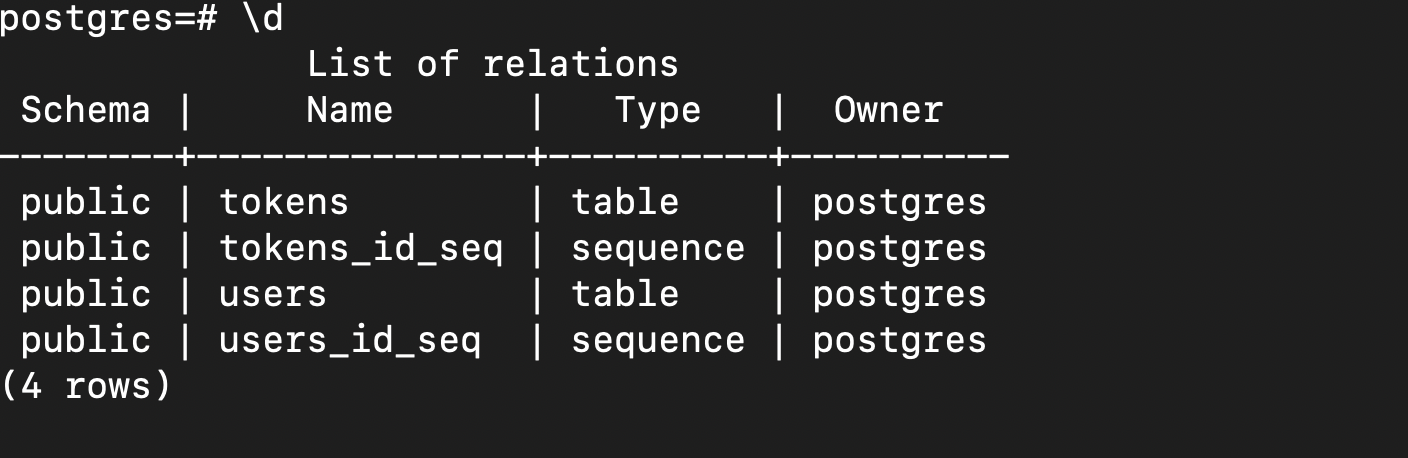 postgres=# \d
              List of relations
 Schema |     Name      |   Type   |  Owner
--------+---------------+----------+----------
 public | tokens        | table    | postgres
 public | tokens_id_seq | sequence | postgres
 public | users         | table    | postgres
 public | users_id_seq  | sequence | postgres
(4 rows)